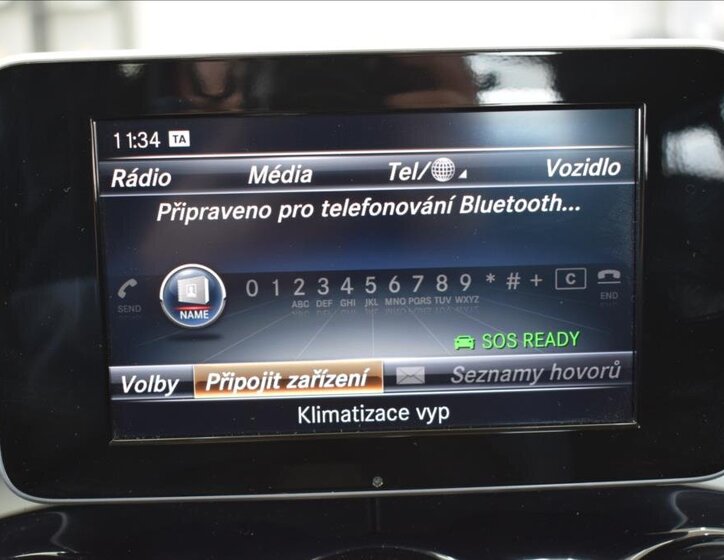 11:34 TA
Rádio Média Tel/ Vozidlo
Připraveno pro telefonování Bluetooth...
NAME 0 1 2 3 4 5 6 7 8 9 * # + C
SEND ABC DEF GHI JKL MNO PQRS TUV WXYZ END
SOS READY
Volby Připojit zařízení Seznamy hovorů
Klimatizace vyp